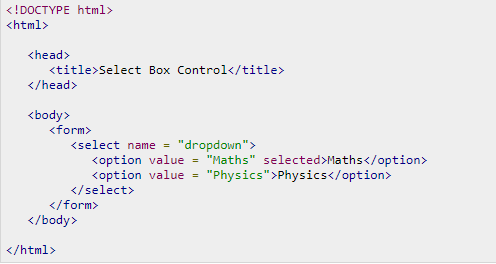 <!DOCTYPE html>
<html>
<head>
<title>Select Box Control</title>
</head>
<body>
<form>
<select name = "dropdown">
<option value = "Maths" selected>Maths</option>
<option value = "Physics">Physics</option>
</select>
</form>
</body>
</html>